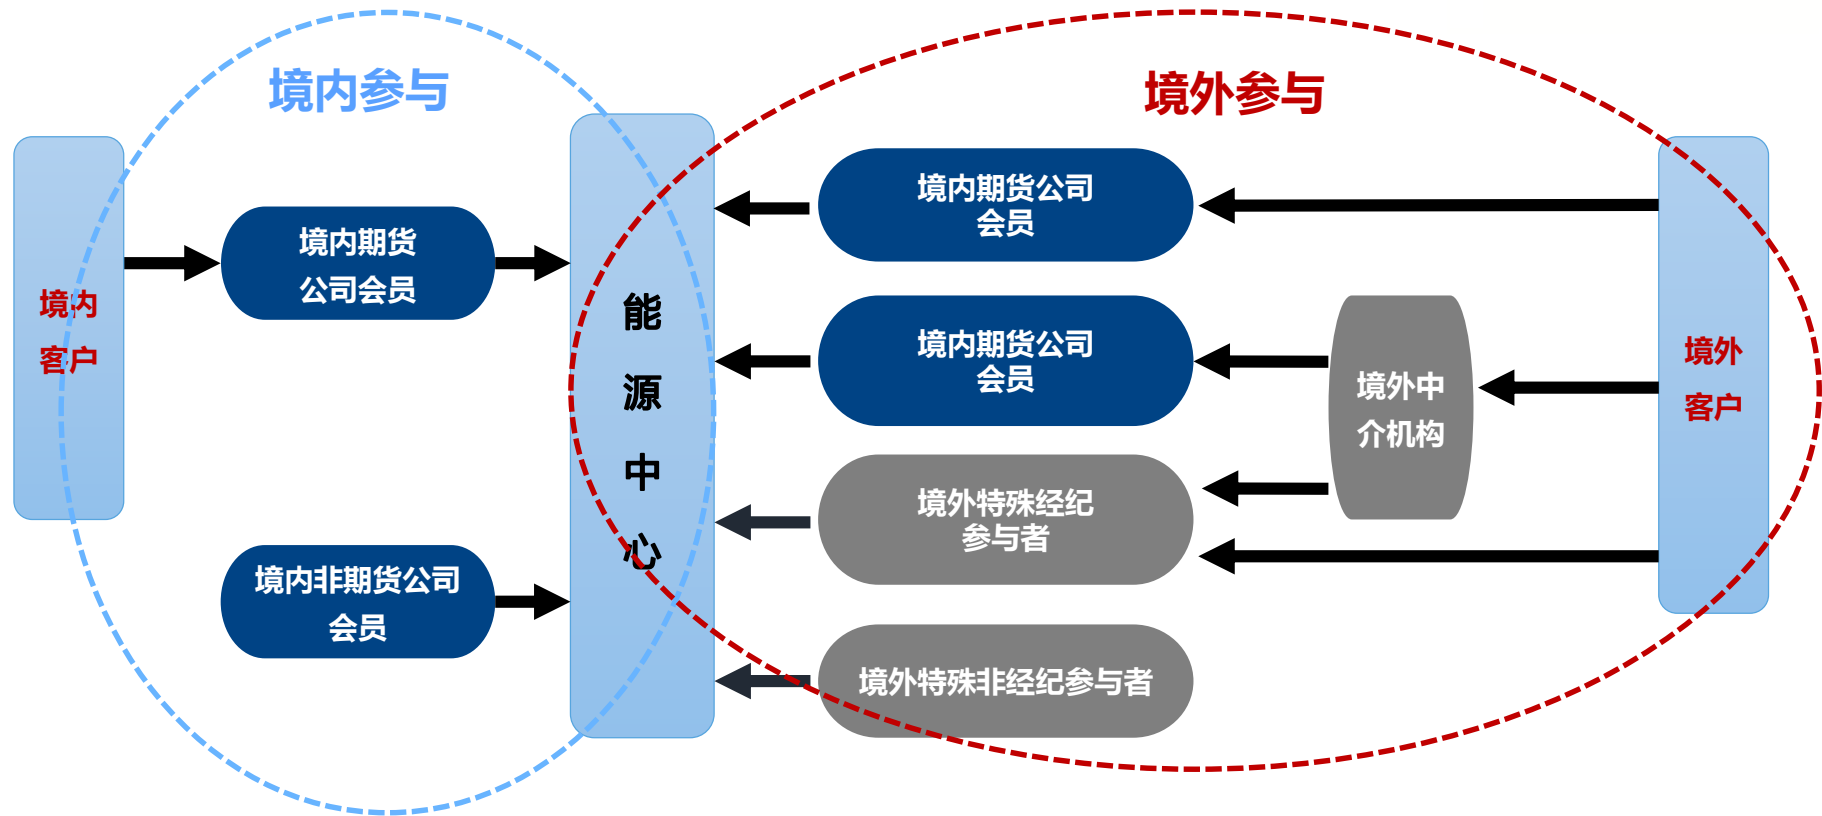 境内参与
境外参与
境内
客户
境内期货
公司会员
境内非期货公司
会员
能
源
中
心
境内期货公司
会员
境内期货公司
会员
境外特殊经纪
参与者
境外特殊非经纪参与者
境外中
介机构
境外
客户